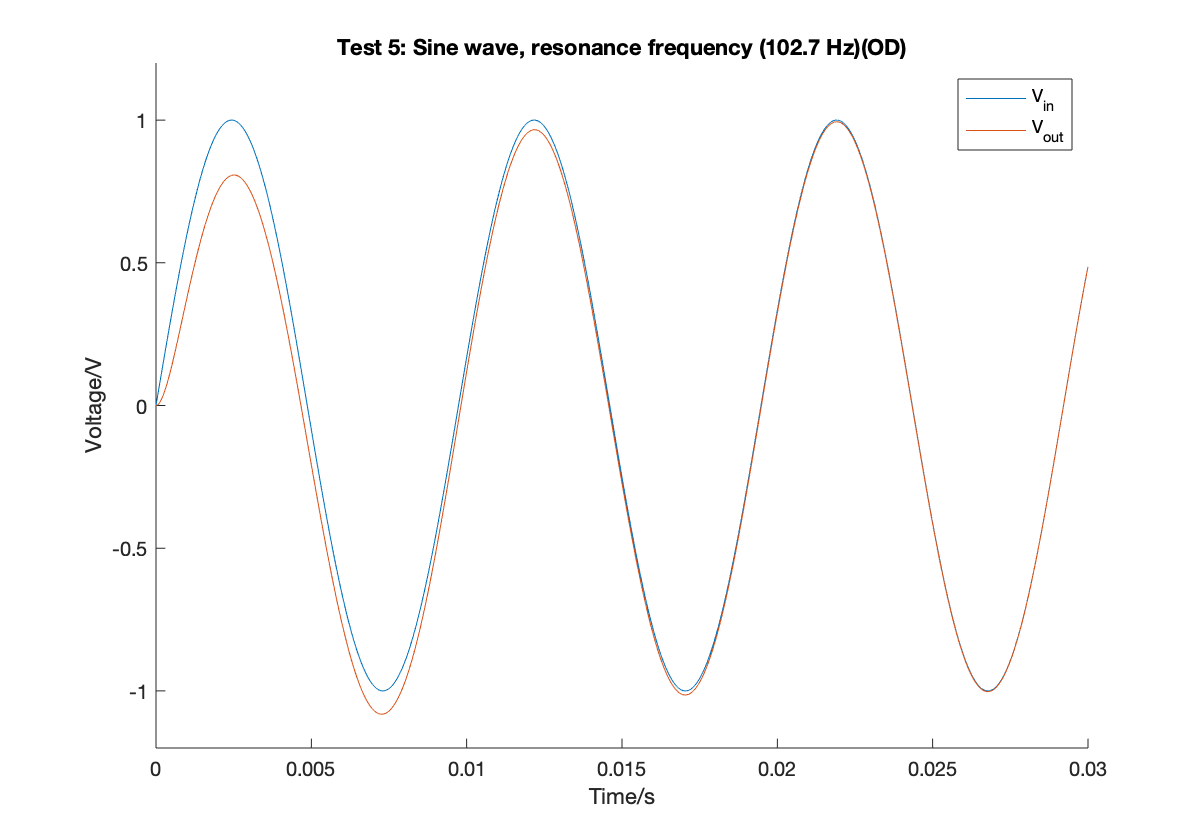 Test 5: Sine wave, resonance frequency (102.7 Hz)(OD)
V_in
V_out
1
0.5
0
-0.5
-1
Voltage/V
0
0.005
0.01
0.015
0.02
0.025
0.03
Time/s